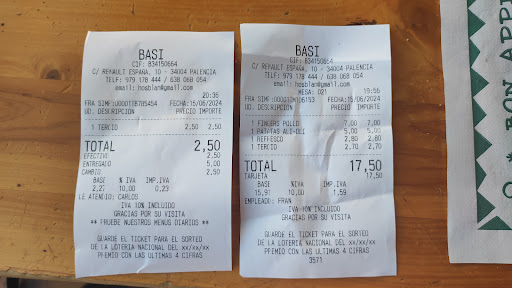 BASI
CIF: 834150664
C/ RENAULT ESPAÑA, 10 - 34004 PALENCIA
TELF: 979 178 444 / 638 068 054
email: hosblan@gmail.com
20:36
FECHA:15/06/2024
UD. DESCRIPCION PRECIO IMPORTE
1 TERCIO 2,50 2,50
TOTAL 2,50
EFECTIVO 2,50
ENTREGADO 5,00
CAMBIO 2,50
BASE % IVA IMP.IVA
2,27 10,00 0,23
LE ATENDIO: CARLOS
IVA 10% INCLUIDO
GRACIAS POR SU VISITA
** PRUEBE NUESTROS MENUS DIARIOS **
GUARDE EL TICKET PARA EL SORTEO
DE LA LOTERIA NACIONAL DEL xx/xx/xx
PREMIO CON LAS ULTIMAS 4 CIFRAS
BASI
CIF: 834150664
C/ RENAULT ESPAÑA, 10 - 34004 PALENCIA
TELF: 979 178 444 / 638 068 054
email: hosblan@gmail.com
MESA: 021 19:56
FECHA:15/06/2024
UD. DESCRIPCION PRECIO IMPORTE
1 FINGERS POLLO 7,00 7,00
1 PATATAS ALI-OLI 5,00 5,00
1 REFRESCO 2,80 2,80
1 TERCIO 2,70 2,70
TOTAL 17,50
TARJETA 17,50
BASE %IVA IMP.IVA
15,91 10,00 1,59
EMPLEAD: FRAN
IVA 10% INCLUIDO
GRACIAS POR SU VISITA
GUARDE EL TICKET PARA EL SORTEO
DE LA LOTERIA NACIONAL DEL xx/xx/xx
PREMIO CON LAS ULTIMAS 4 CIFRAS
3571
BON APP